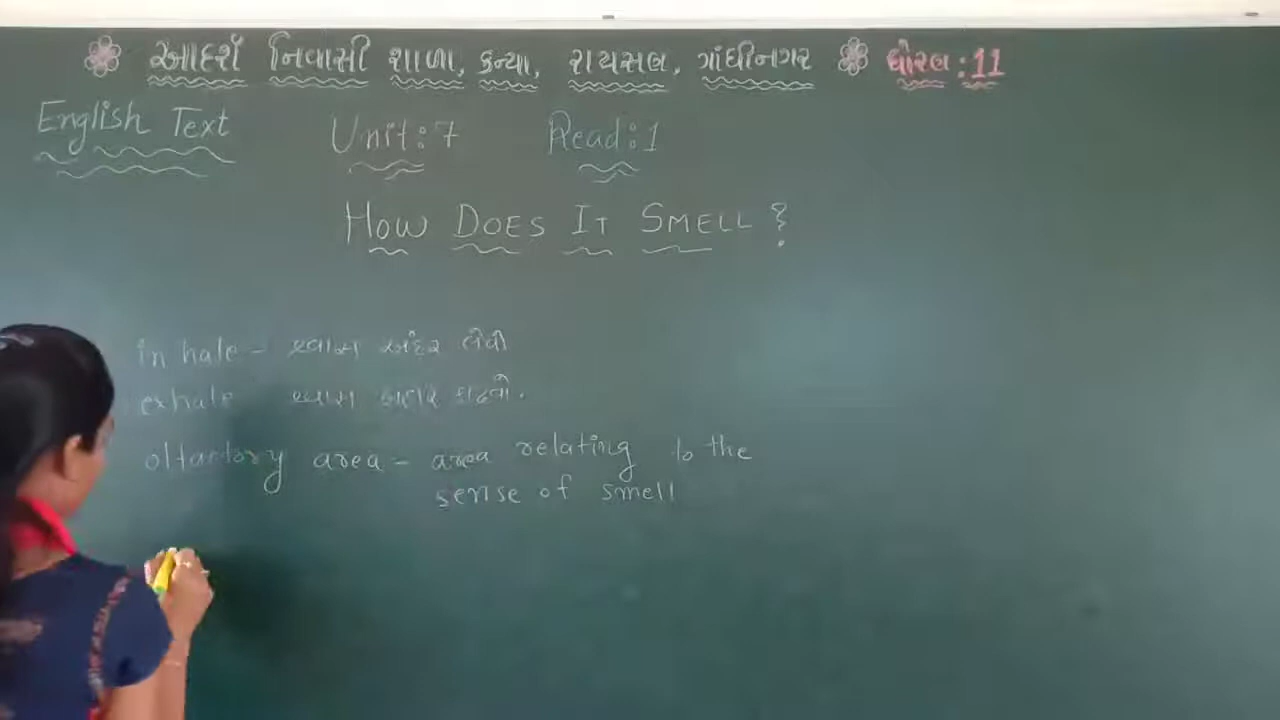 આદર્શ નિવાસી શાળા, કન્યા, રાયસણ, ગાંધીનગર ધોરણ : 11
English Text Unit : 7 Read : 1
HOW DOES IT SMELL ?
inhale - શ્વાસ અંદર લેવો
exhale શ્વાસ બહાર કાઢવો.
olfactory area - area relating to the
sense of smell